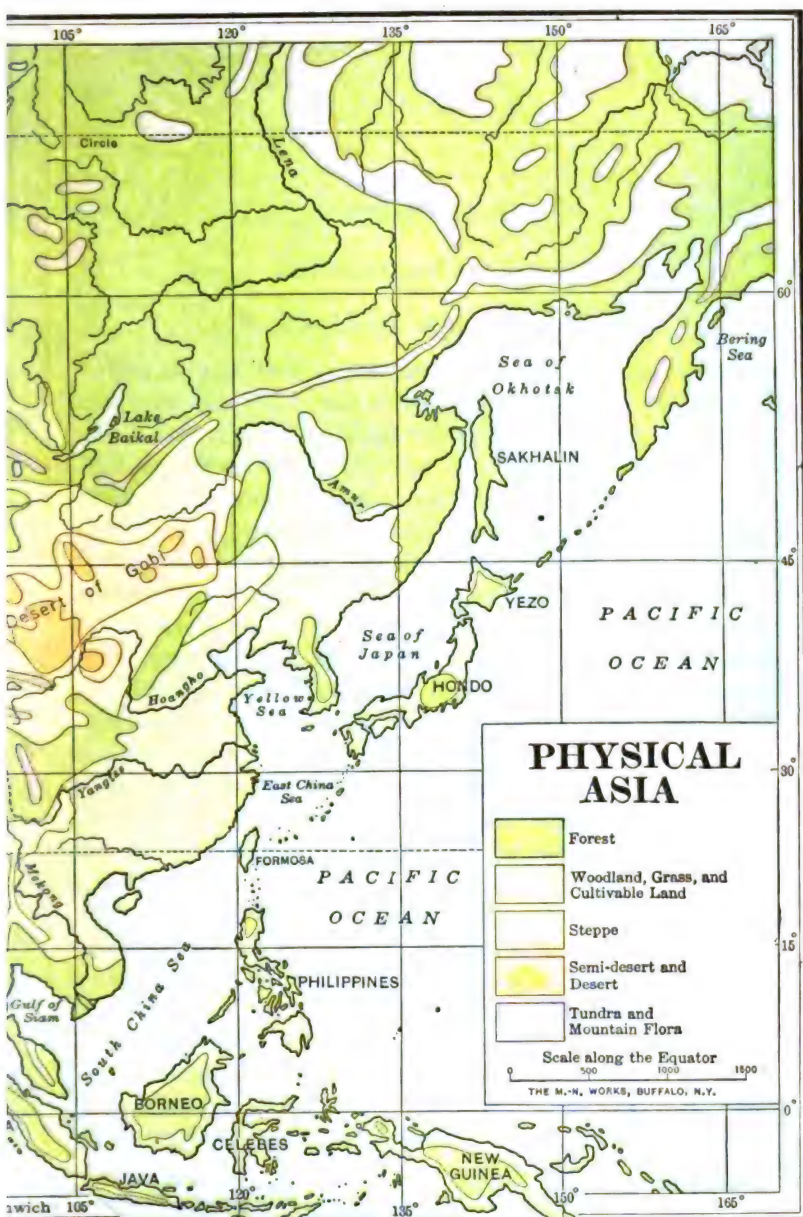 105°
120°
135°
150°
165°
Circle
Lena
60°
Bering
Sea
Sea of
Okhotsk
Lake
Baikal
SAKHALIN
Amur
45°
Desert of Gobi
YEZO
PACIFIC
OCEAN
Sea of
Japan
HONDO
Hoangho
Yellow
Sea
PHYSICAL
ASIA
30°
Yangtse
East China
Sea
Forest
FORMOSA
Woodland, Grass, and
Cultivable Land
Mekong
PACIFIC
OCEAN
Steppe
15°
Semi-desert and
Desert
PHILIPPINES
Gulf of
Siam
South China Sea
Tundra and
Mountain Flora
Scale along the Equator
0 500 1000 1500
THE M.-N. WORKS, BUFFALO, N.Y.
BORNEO
0°
CELEBES
NEW
GUINEA
JAVA
nwich
105°
120°
135°
150°
165°